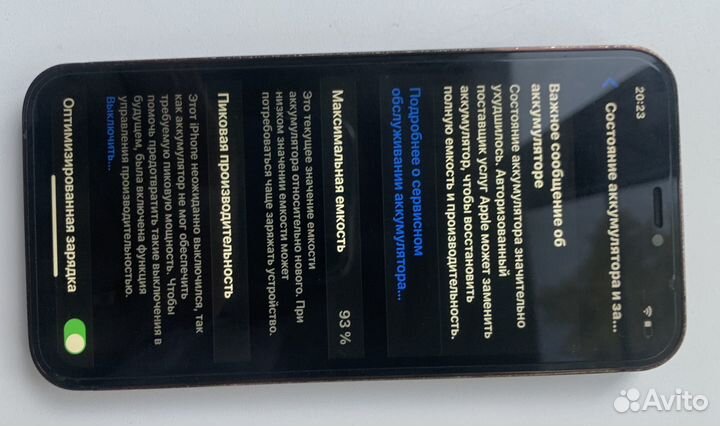 20:23
Состояние аккумулятора и за...
Важное сообщение об
аккумуляторе
Состояние аккумулятора значительно
ухудшилось. Авторизованный
поставщик услуг Apple может заменить
аккумулятор, чтобы восстановить
полную емкость и производительность.
Подробнее о сервисном
обслуживании аккумулятора...
Максимальная емкость 93 %
Это текущее значение емкости
аккумулятора относительно нового. При
низком значении емкости может
потребоваться чаще заряжать устройство.
Пиковая производительность
Этот iPhone неожиданно выключился, так
как аккумулятор не мог обеспечить
требуемую пиковую мощность. Чтобы
помочь предотвратить такие выключения в
будущем, была включена функция
управления производительностью.
Выключить...
Оптимизированная зарядка
Avito